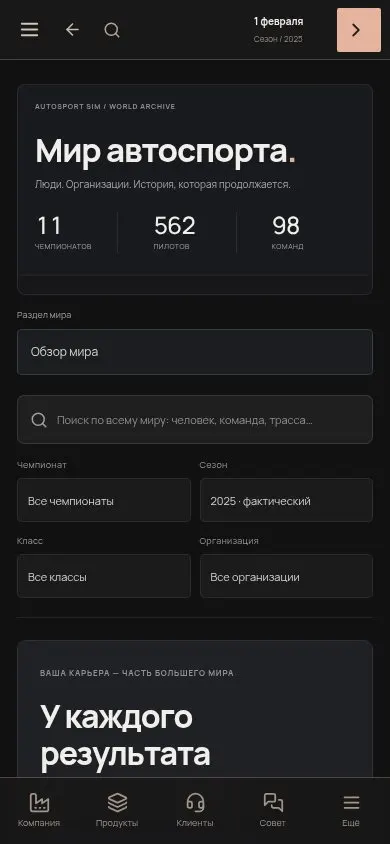 1 февраля
Сезон / 2025
AUTOSPORT SIM / WORLD ARCHIVE
Мир автоспорта.
Люди. Организации. История, которая продолжается.
11 562 98
ЧЕМПИОНАТОВ ПИЛОТОВ КОМАНД
Раздел мира
Обзор мира
Поиск по всему миру: человек, команда, трасса…
Чемпионат Сезон
Все чемпионаты 2025 · фактический
Класс Организация
Все классы Все организации
ВАША КАРЬЕРА — ЧАСТЬ БОЛЬШЕГО МИРА
У каждого
результата
Компания Продукты Клиенты Совет Ещё